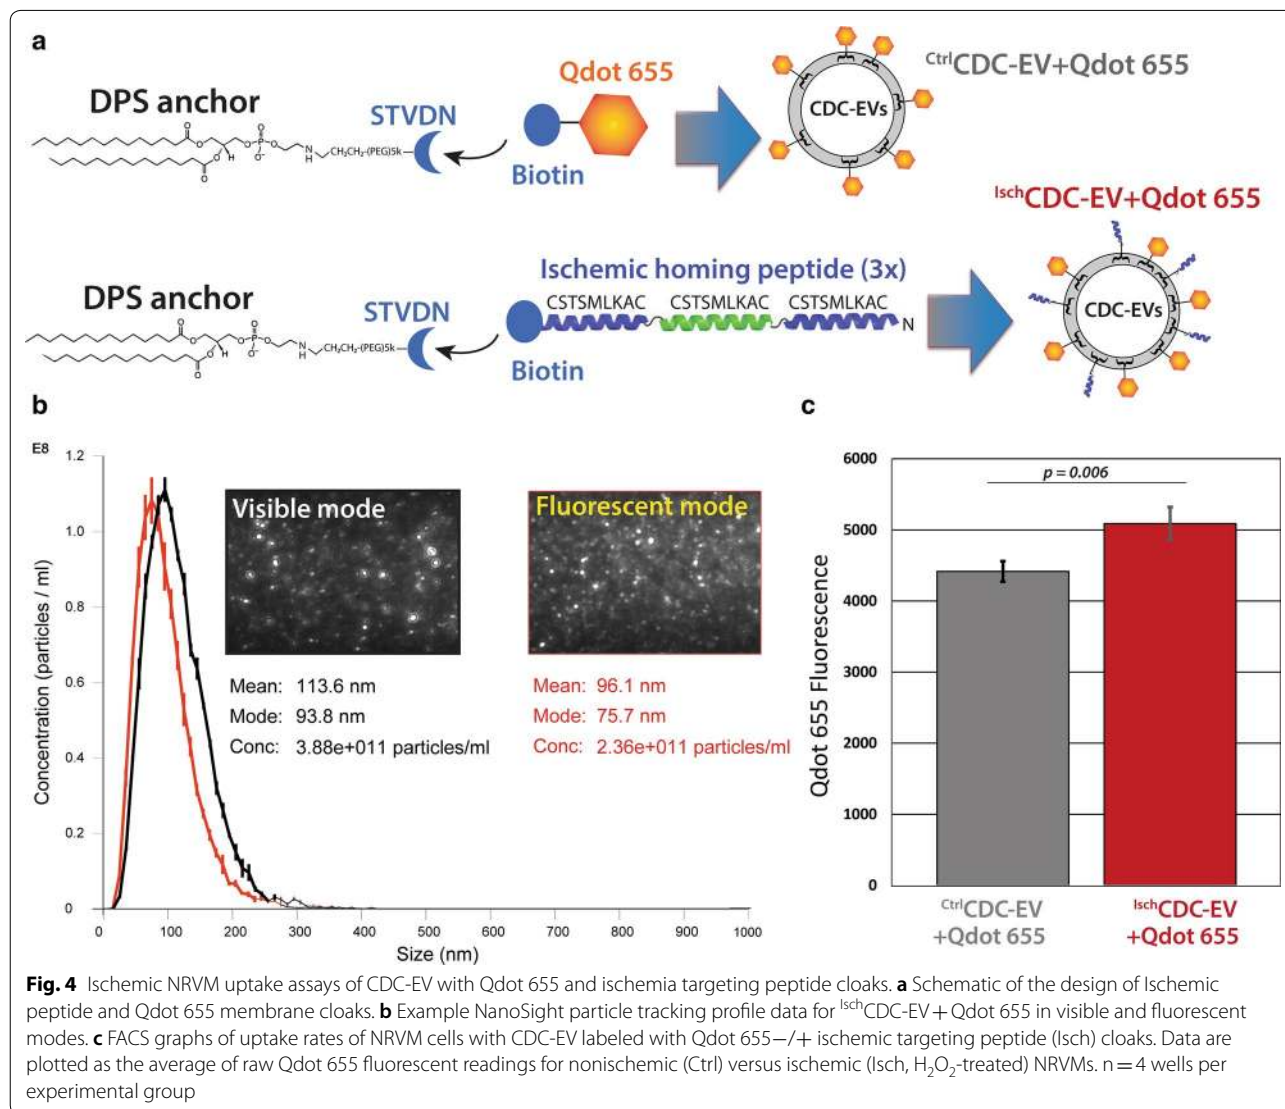 a
Qdot 655
CtrlCDC-EV+Qdot 655
DPS anchor
STVDN
CDC-EVs
O
O
O
O
P
O
O-
N
H
H
CH2CH2-(PEG)5k
Biotin
IschCDC-EV+Qdot 655
Ischemic homing peptide (3x)
DPS anchor
STVDN
CSTSMLKAC CSTSMLKAC CSTSMLKAC
N
CDC-EVs
O
O
O
O
P
O
O-
N
H
H
CH2CH2-(PEG)5k
Biotin
b
E8
1.2
1.0
0.8
0.6
0.4
0.2
0
Concentration (particles / ml)
Visible mode
Fluorescent mode
Mean: 113.6 nm
Mode: 93.8 nm
Conc: 3.88e+011 particles/ml
Mean: 96.1 nm
Mode: 75.7 nm
Conc: 2.36e+011 particles/ml
0 100 200 300 400 500 600 700 800 900 1000
Size (nm)
c
6000
5000
4000
3000
2000
1000
0
Qdot 655 Fluorescence
p = 0.006
CtrlCDC-EV
+Qdot 655
IschCDC-EV
+Qdot 655
Fig. 4 Ischemic NRVM uptake assays of CDC-EV with Qdot 655 and ischemia targeting peptide cloaks. a Schematic of the design of Ischemic
peptide and Qdot 655 membrane cloaks. b Example NanoSight particle tracking profile data for IschCDC-EV+Qdot 655 in visible and fluorescent
modes. c FACS graphs of uptake rates of NRVM cells with CDC-EV labeled with Qdot 655−/+ ischemic targeting peptide (Isch) cloaks. Data are
plotted as the average of raw Qdot 655 fluorescent readings for nonischemic (Ctrl) versus ischemic (Isch, H2O2-treated) NRVMs. n=4 wells per
experimental group